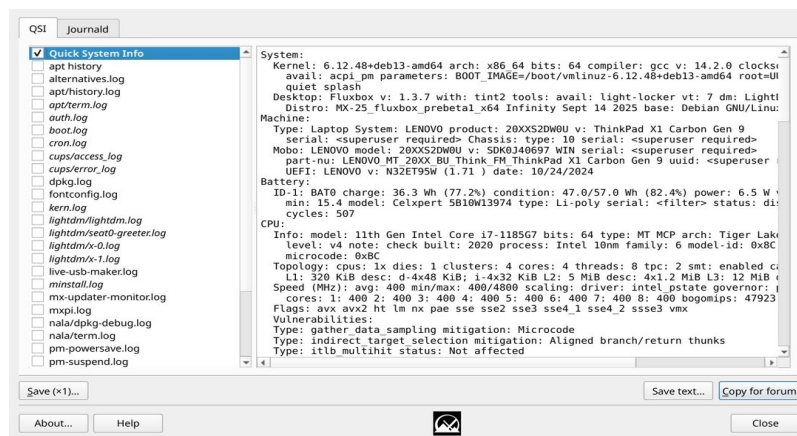 QSI
Journald
Quick System Info
apt history
alternatives.log
apt/history.log
apt/term.log
auth.log
boot.log
cron.log
cups/access_log
cups/error_log
dpkg.log
fontconfig.log
kern.log
lightdm/lightdm.log
lightdm/seat0-greeter.log
lightdm/x-0.log
lightdm/x-1.log
live-usb-maker.log
minstall.log
mx-updater-monitor.log
mxpi.log
nala/dpkg-debug.log
nala/term.log
pm-powersave.log
pm-suspend.log
System:
Kernel: 6.12.48+deb13-amd64 arch: x86_64 bits: 64 compiler: gcc v: 14.2.0
avail: acpi_pm parameters: BOOT_IMAGE=/boot/vmlinuz-6.12.48+deb13-amd64
quiet splash
Desktop: Fluxbox v: 1.3.7 with: tint2 tools: avail: light-locker vt: 7 dm:
Distro: MX-25_fluxbox_prebeta1_x64 Infinity Sept 14 2025 base: Debian
Machine:
Type: Laptop System: LENOVO product: 20XXS2DW0U v: ThinkPad X1 Carbon Gen 9
serial: <superuser required> Chassis: type: 10 serial: <superuser required>
Mobo: LENOVO model: 20XXS2DW0U v: SDK0J40697 WIN serial: <superuser required>
part-nu: LENOVO_MT_20XX_BU_Think_FM_ThinkPad X1 Carbon Gen 9 uuid: <superuser
UEFI: LENOVO v: N32ET95W (1.71 ) date: 10/24/2024
Battery:
ID-1: BAT0 charge: 36.3 Wh (77.2%) condition: 47.0/57.0 Wh (82.4%) power: 6.5 W
min: 15.4 model: Celxpert 5B10W13974 type: Li-poly serial: <filter> status:
cycles: 507
CPU:
Info: model: 11th Gen Intel Core i7-1185G7 bits: 64 type: MT MCP arch: Tiger
level: v4 note: check built: 2020 process: Intel 10nm family: 6 model-id: 0x8C
microcode: 0xBC
Topology: cpus: 1x dies: 1 clusters: 4 cores: 4 threads: 8 tpc: 2 smt: enabled
L1: 320 KiB desc: d-4x48 KiB; i-4x32 KiB L2: 5 MiB desc: 4x1.2 MiB L3: 12 MiB
Speed (MHz): avg: 400 min/max: 400/4800 scaling: driver: intel_pstate governor:
cores: 1: 400 2: 400 3: 400 4: 400 5: 400 6: 400 7: 400 8: 400 bogomips: 47923
Flags: avx avx2 ht lm nx pae sse sse2 sse3 sse4_1 sse4_2 ssse3 vmx
Vulnerabilities:
Type: gather_data_sampling mitigation: Microcode
Type: indirect_target_selection mitigation: Aligned branch/return thunks
Type: itlb_multihit status: Not affected
Save (×1)...
Save text...
Copy for forum
About...
Help
Close